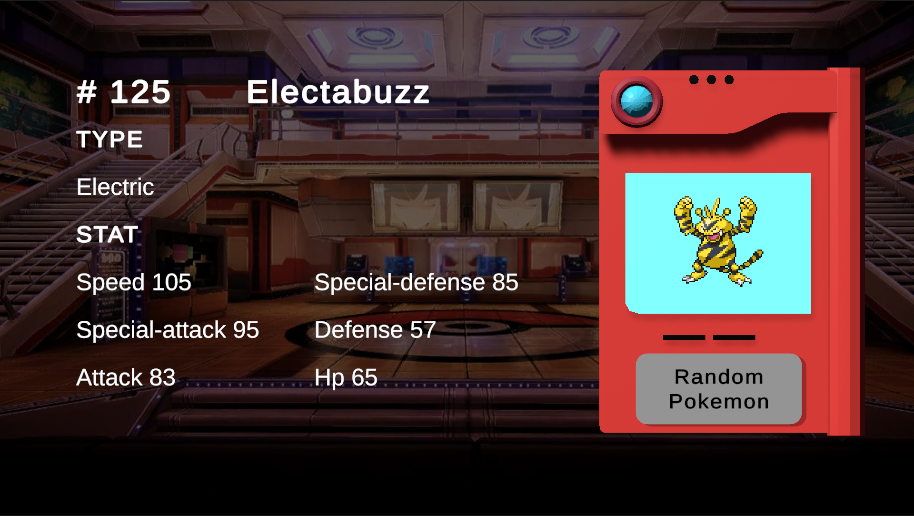 # 125 Electabuzz
TYPE
Electric
STAT
Speed 105 Special-defense 85
Special-attack 95 Defense 57
Attack 83 Hp 65
Random
Pokemon